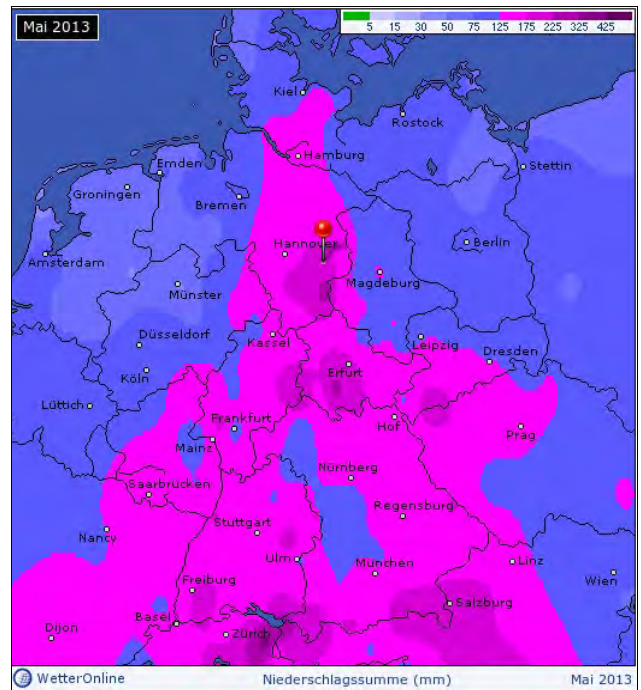 Mai 2013
5 15 30 50 75 125 175 225 325 425
Kiel
Rostock
Hamburg
Stettin
Emden
Groningen
Bremen
Berlin
Hannover
Amsterdam
Magdeburg
Münster
Düsseldorf
Kassel
Leipzig
Dresden
Köln
Erfurt
Lüttich
Frankfurt
Hof
Mainz
Prag
Nürnberg
Saarbrücken
Regensburg
Stuttgart
Nancy
Ulm
München
Linz
Wien
Freiburg
Salzburg
Basel
Dijon
Zürich
WetterOnline Niederschlagssumme (mm) Mai 2013